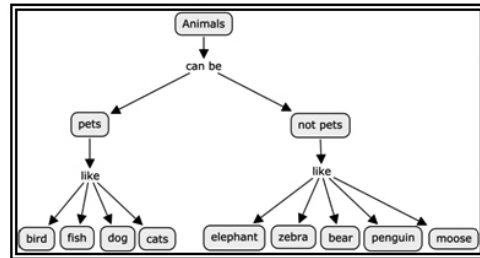 Animals
can be
pets not pets
like like
bird fish dog cats elephant zebra bear penguin moose